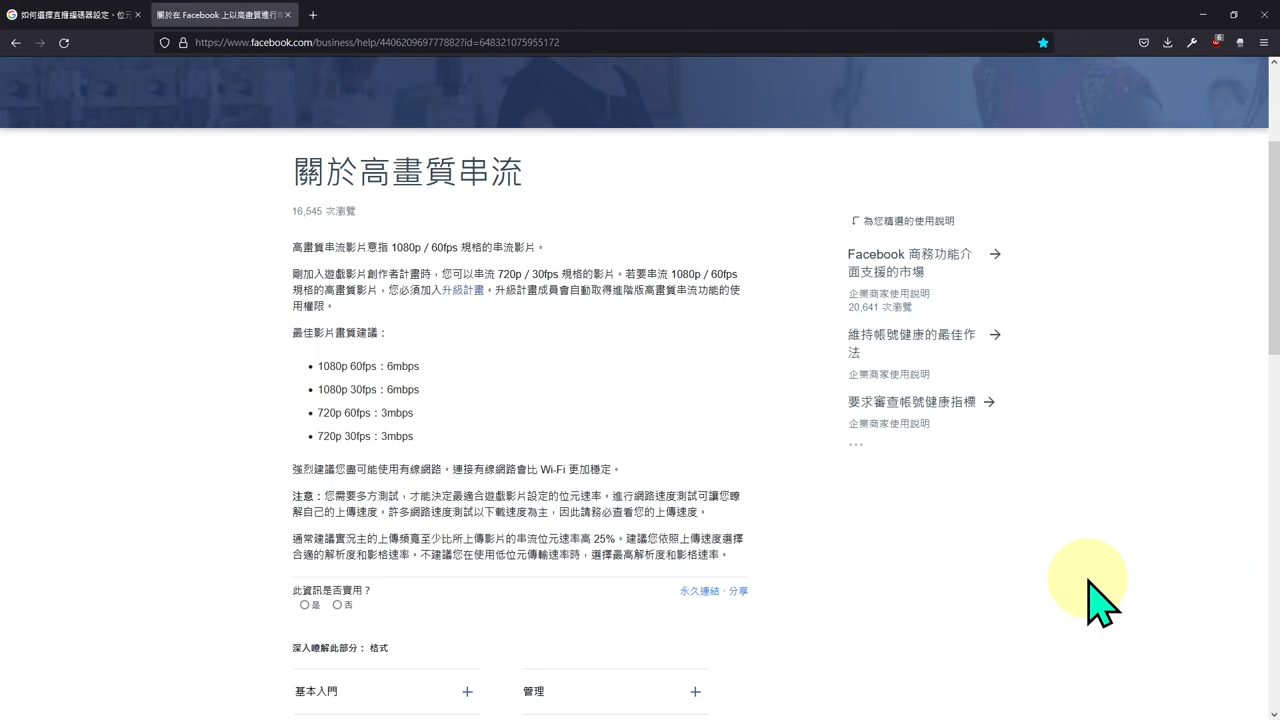 如何選擇直播編碼器設定、位元
關於在 Facebook 上以高畫質進行串
https://www.facebook.com/business/help/4406209697778827id=648321075955172
6
關於高畫質串流
16,545 次瀏覽
高畫質串流影片意指 1080p / 60fps 規格的串流影片。
剛加入遊戲影片創作者計畫時，您可以串流 720p / 30fps 規格的影片。若要串流 1080p / 60fps
規格的高畫質影片，您必須加入升級計畫。升級計畫成員會自動取得進階版高畫質串流功能的使
用權限。
最佳影片畫質建議：
• 1080p 60fps：6mbps
• 1080p 30fps：6mbps
• 720p 60fps：3mbps
• 720p 30fps：3mbps
強烈建議您盡可能使用有線網路。連接有線網路會比 Wi-Fi 更加穩定。
注意：您需要多方測試，才能決定最適合遊戲影片設定的位元速率。進行網路速度測試可讓您瞭
解自己的上傳速度。許多網路速度測試以下載速度為主，因此請務必查看您的上傳速度。
通常建議實況主的上傳頻寬至少比所上傳影片的串流位元速率高 25%。建議您依照上傳速度選擇
合適的解析度和影格速率。不建議您在使用低位元傳輸速率時，選擇最高解析度和影格速率。
此資訊是否實用？
永久連結 · 分享
是 否
深入瞭解此部分： 格式
基本入門
管理
為您精選的使用說明
Facebook 商務功能介
面支援的市場
企業商家使用說明
20,641 次瀏覽
維持帳號健康的最佳作
法
企業商家使用說明
要求審查帳號健康指標
企業商家使用說明